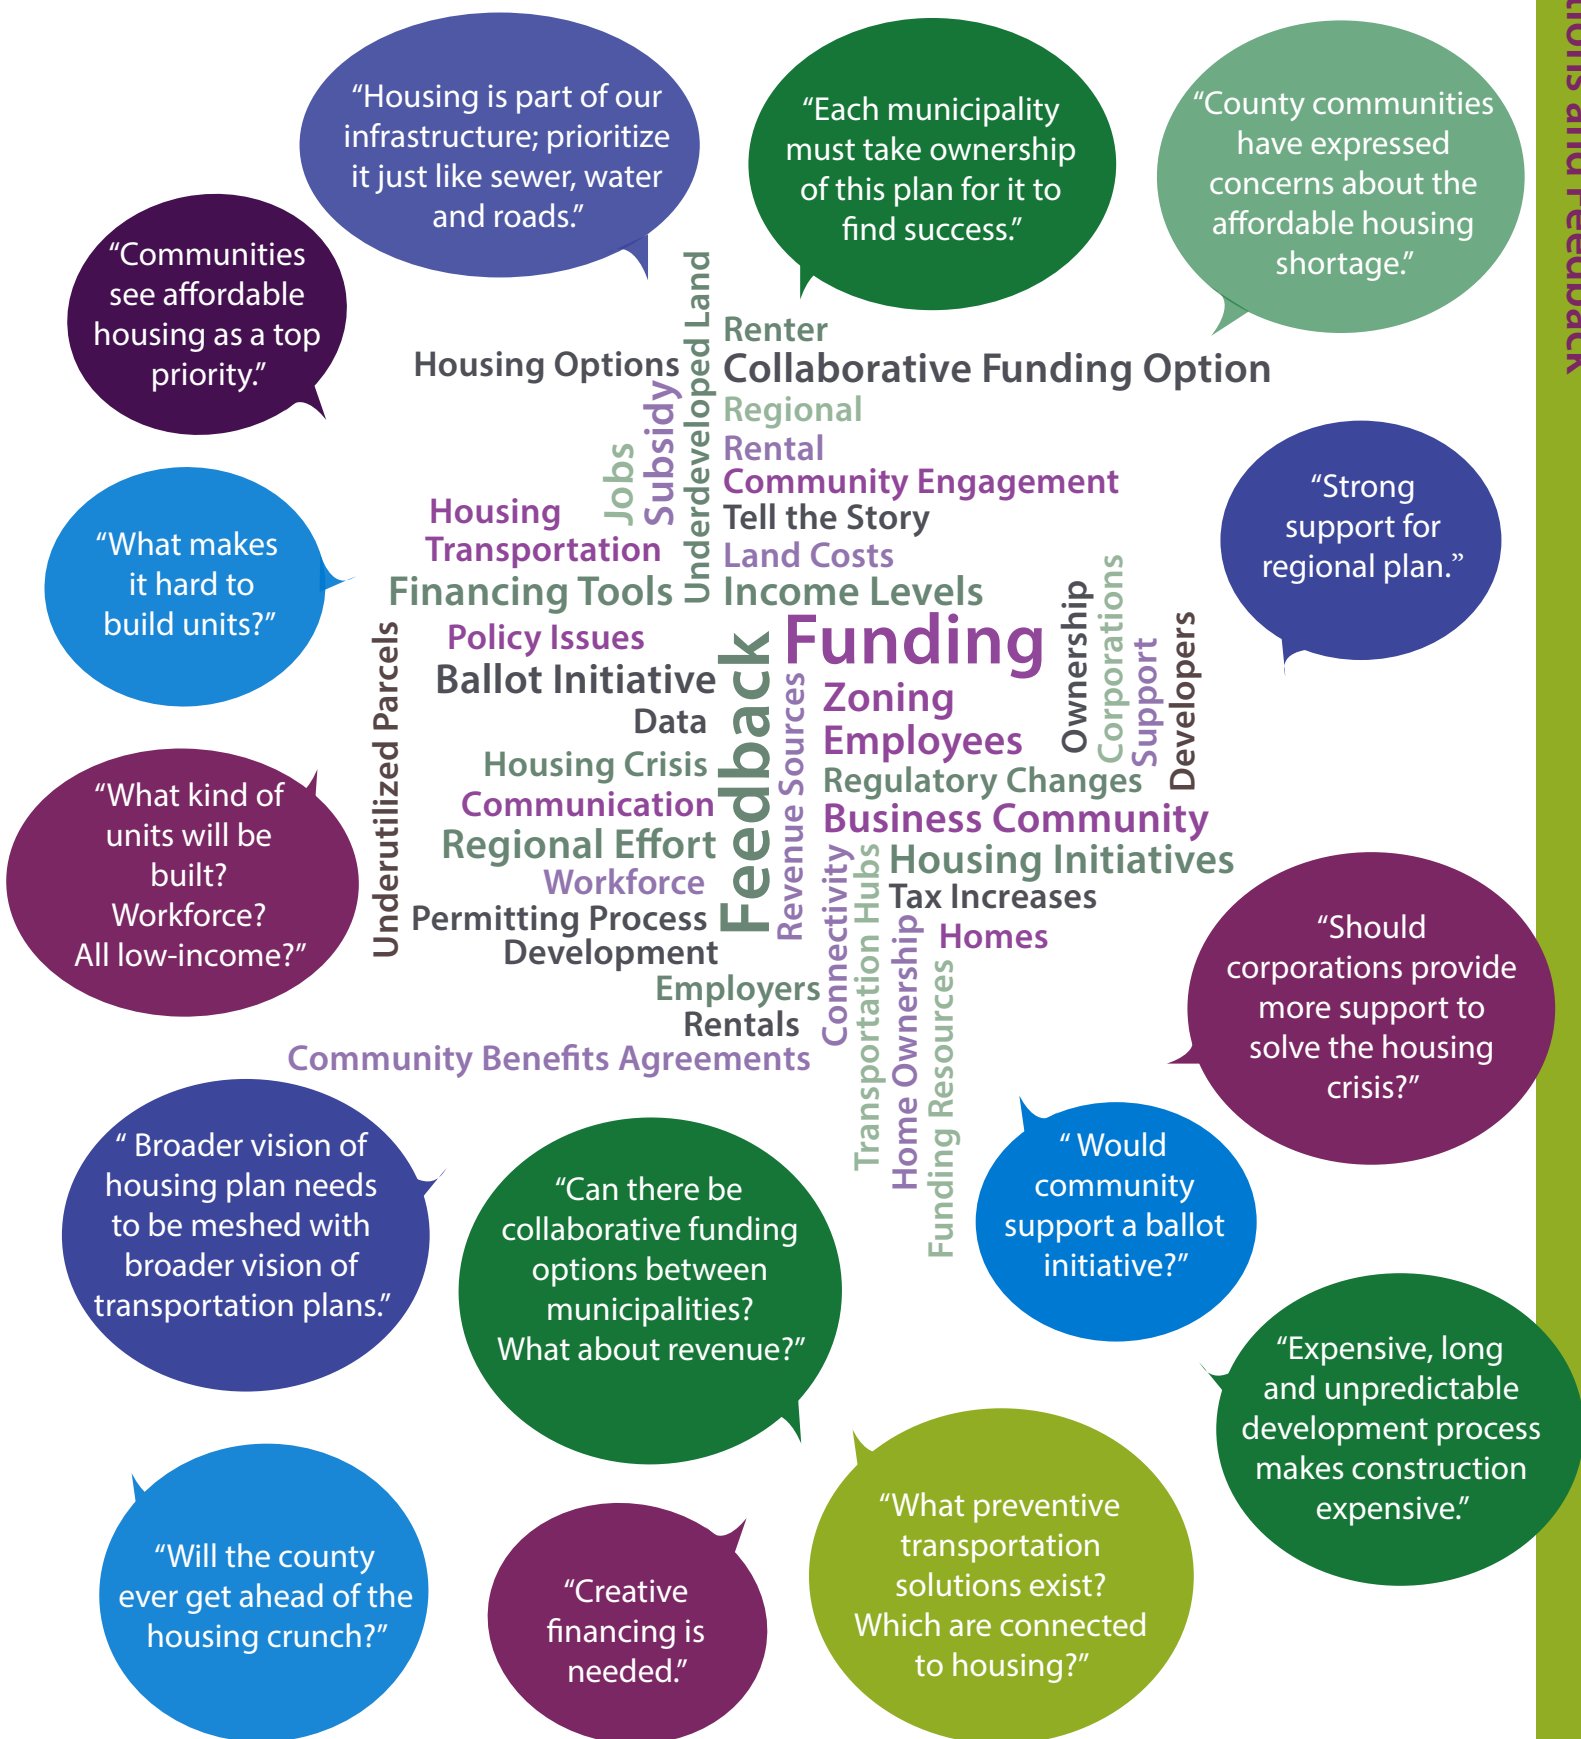 “Housing is part of our
infrastructure; prioritize
it just like sewer, water
and roads.”
“Each municipality
must take ownership
of this plan for it to
find success.”
“County communities
have expressed
concerns about the
affordable housing
shortage.”
and Feedback
“Communities
see affordable
housing as a top
priority.”
“What makes
it hard to
build units?”
“What kind of
units will be
built?
Workforce?
All low-income?”
“Strong
support for
regional plan.”
Housing Options
Underdeveloped Land
Subsidy
Jobs
Renter
Collaborative Funding Option
Regional
Rental
Community Engagement
Tell the Story
Land Costs
Income Levels
Housing
Transportation
Financing Tools
Underutilized Parcels
Policy Issues
Ballot Initiative
Data
Housing Crisis
Communication
Regional Effort
Workforce
Permitting Process
Development
Employers
Rentals
Community Benefits Agreements
Feedback
Funding
Revenue Sources
Zoning
Employees
Regulatory Changes
Business Community
Ownership
Corporations
Support
Developers
Housing Initiatives
Tax Increases
Homes
Connectivity
Transportation Hubs
Home Ownership
Funding Resources
“Should
corporations provide
more support to
solve the housing
crisis?”
“ Broader vision of
housing plan needs
to be meshed with
broader vision of
transportation plans.”
“Can there be
collaborative funding
options between
municipalities?
What about revenue?”
“ Would
community
support a ballot
initiative?”
“Expensive, long
and unpredictable
development process
makes construction
expensive.”
“Will the county
ever get ahead of the
housing crunch?”
“Creative
financing is
needed.”
“What preventive
transportation
solutions exist?
Which are connected
to housing?”